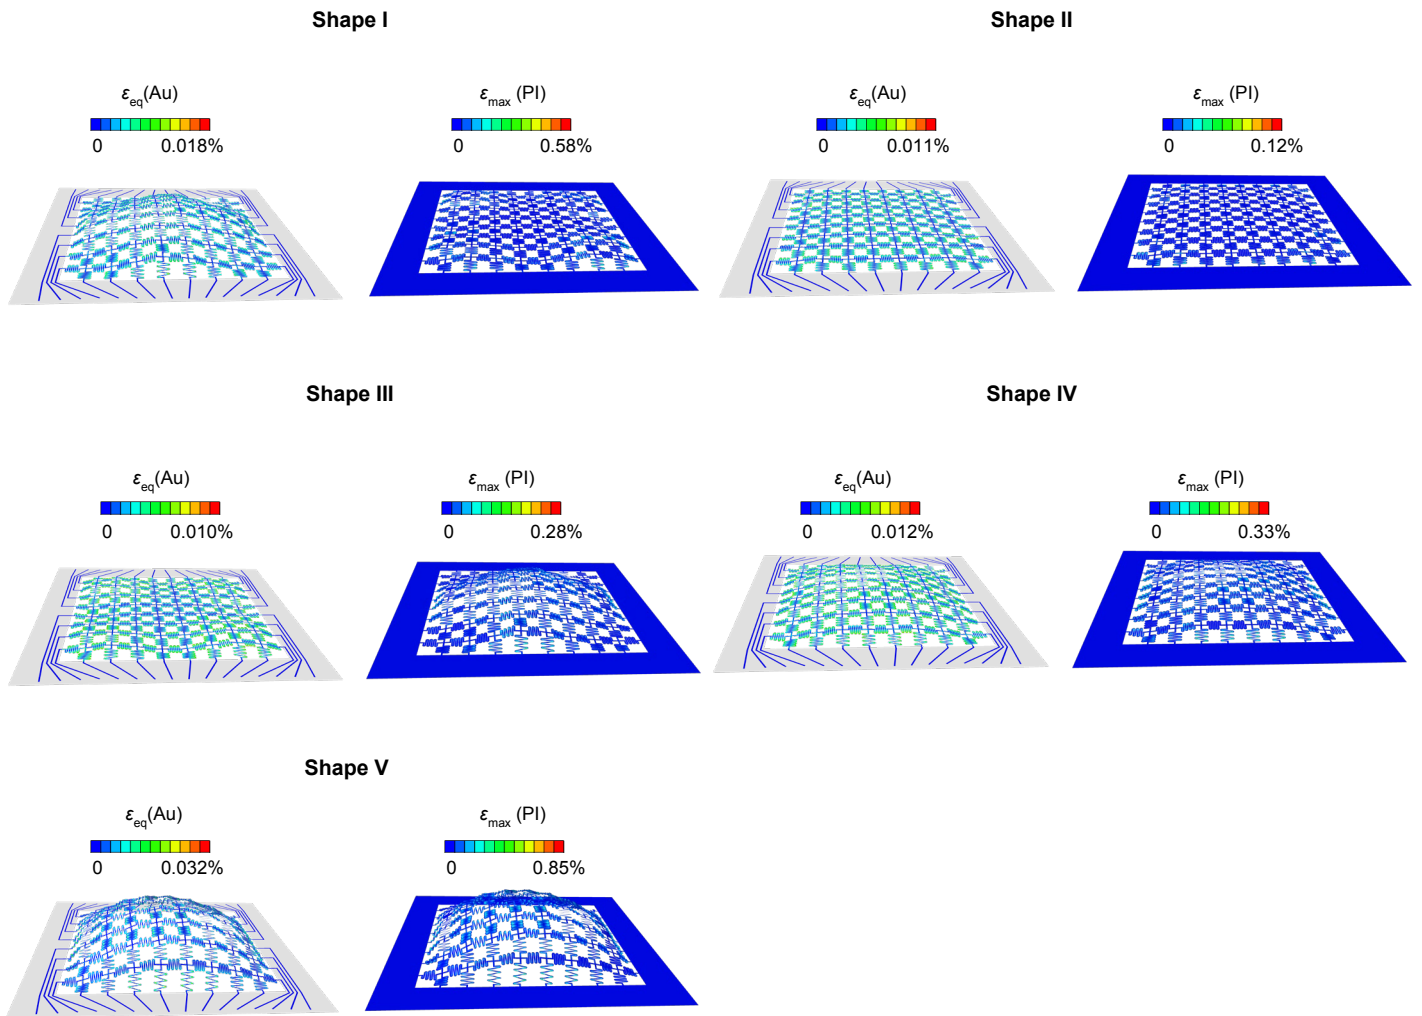 Shape I
Shape II
εeq(Au)
εmax (PI)
εeq(Au)
εmax (PI)
0 0.018%
0 0.58%
0 0.011%
0 0.12%
Shape III
Shape IV
εeq(Au)
εmax (PI)
εeq(Au)
εmax (PI)
0 0.010%
0 0.28%
0 0.012%
0 0.33%
Shape V
εeq(Au)
εmax (PI)
0 0.032%
0 0.85%